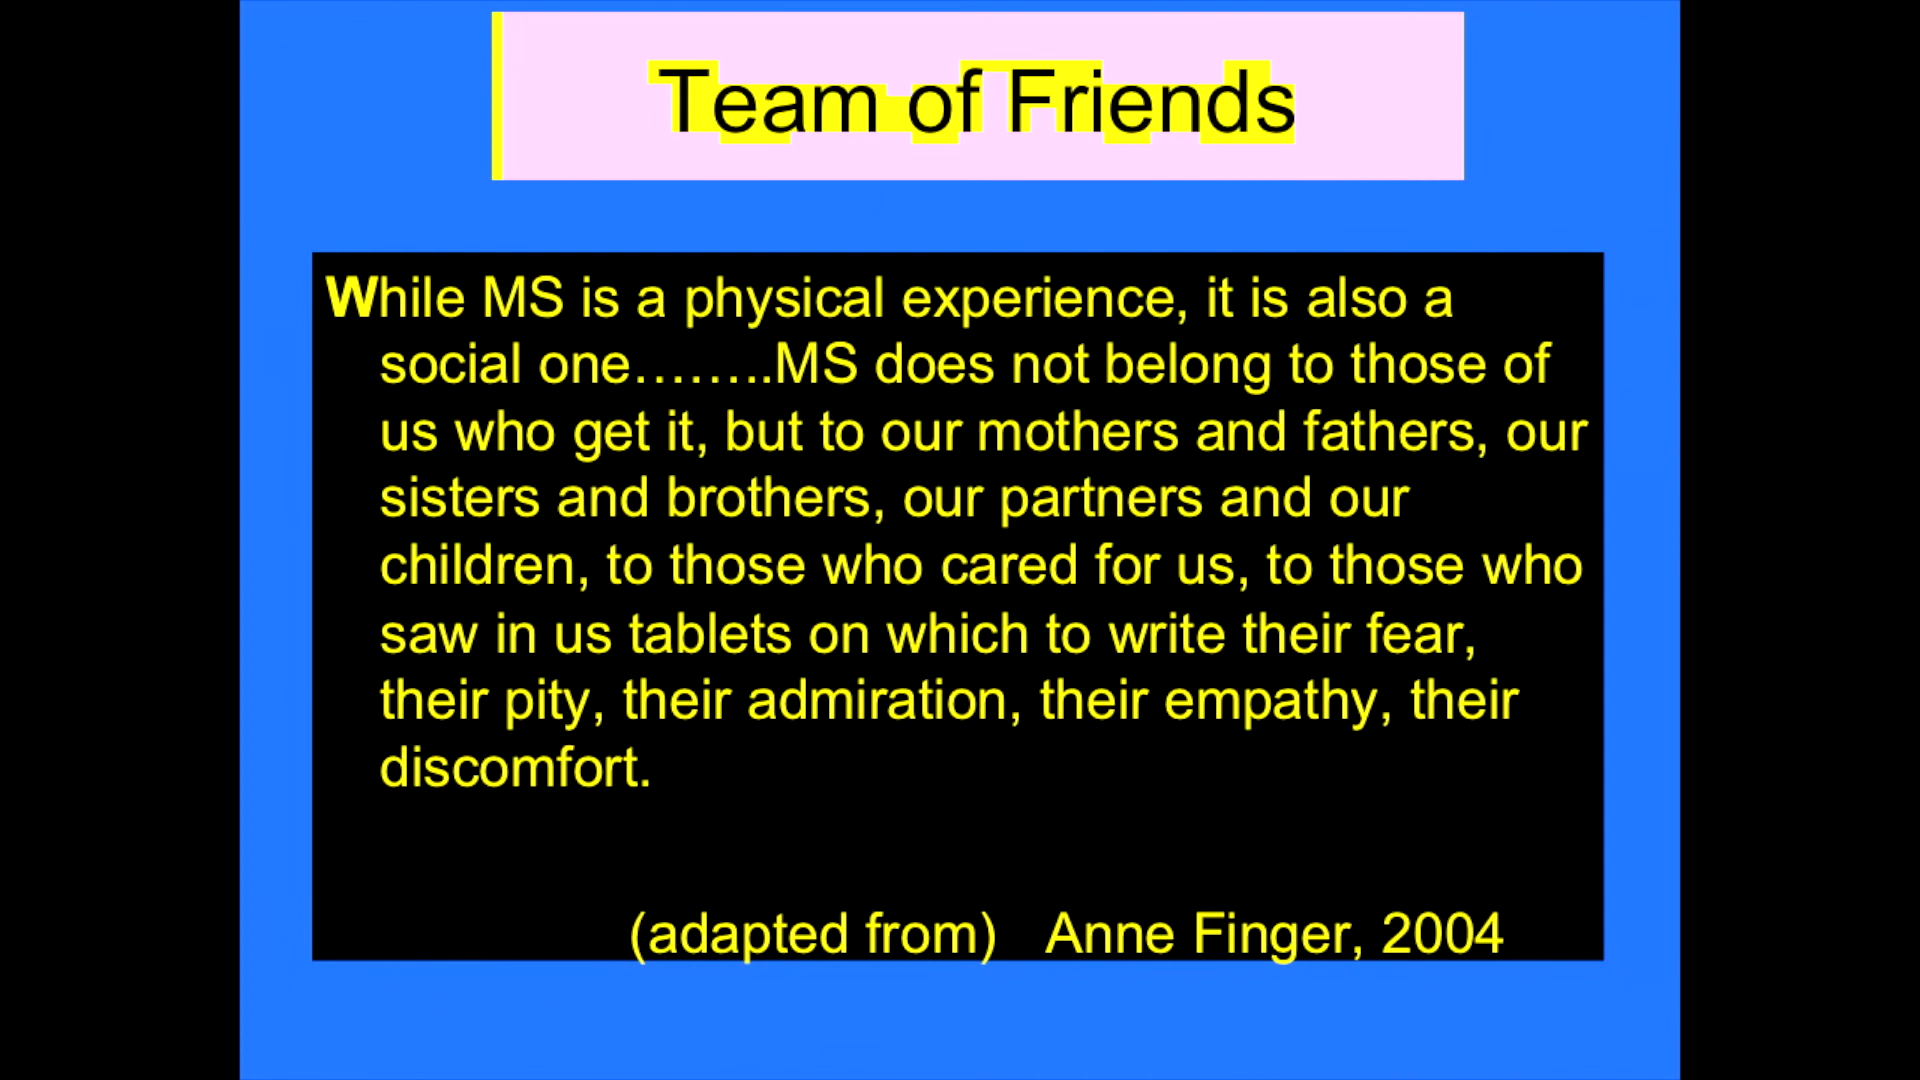 Team of Friends
While MS is a physical experience, it is also a
social one……..MS does not belong to those of
us who get it, but to our mothers and fathers, our
sisters and brothers, our partners and our
children, to those who cared for us, to those who
saw in us tablets on which to write their fear,
their pity, their admiration, their empathy, their
discomfort.
(adapted from) Anne Finger, 2004